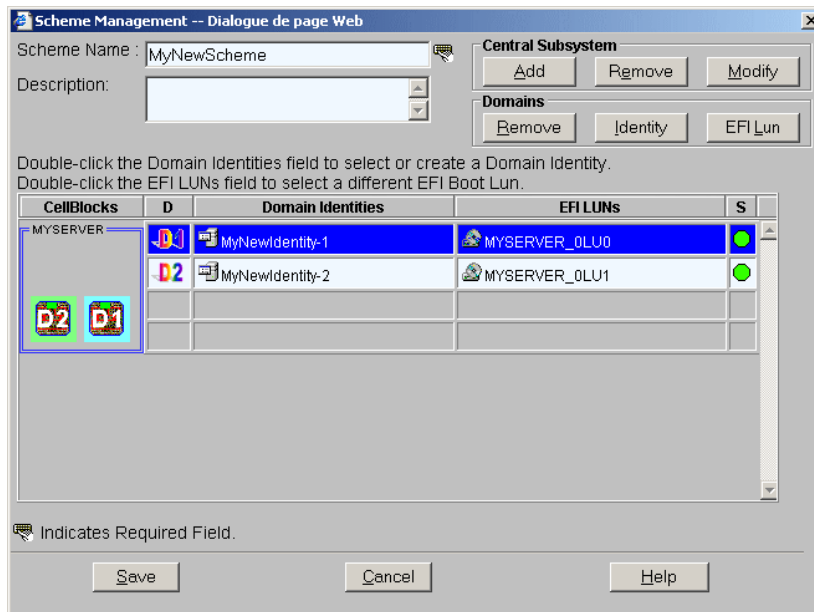 Scheme Management -- Dialogue de page Web
Scheme Name : MyNewScheme
Description:
Central Subsystem
Add Remove Modify
Domains
Remove Identity EFI Lun
Double-click the Domain Identities field to select or create a Domain Identity.
Double-click the EFI LUNs field to select a different EFI Boot Lun.
CellBlocks D Domain Identities EFI LUNs S
MYSERVER
D1 MyNewIdentity-1 MYSERVER_0LU0
D2 MyNewIdentity-2 MYSERVER_0LU1
D2 D1
Indicates Required Field.
Save Cancel Help